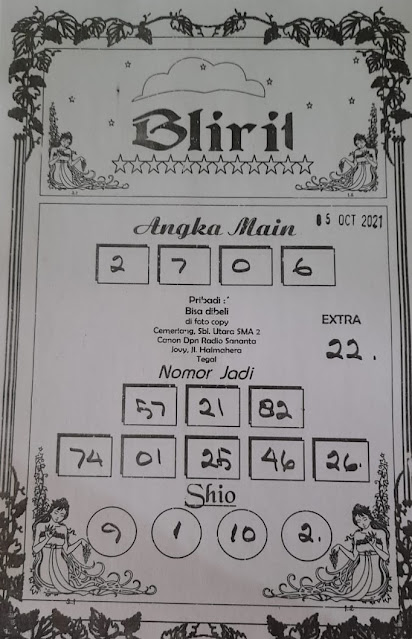 Blirit
Angka Main
05 OCT 2021
2 7 0 6
Pribadi :
Bisa dibeli
di foto copy
Cemerlang, Sbl. Utara SMA 2
Canon Dpn Radio Sananta
Jovy, Jl. Halmahera
Tegal
EXTRA
22.
Nomor Jadi
57 21 82
74 01 25 46 26.
Shio
9 1 10 2.